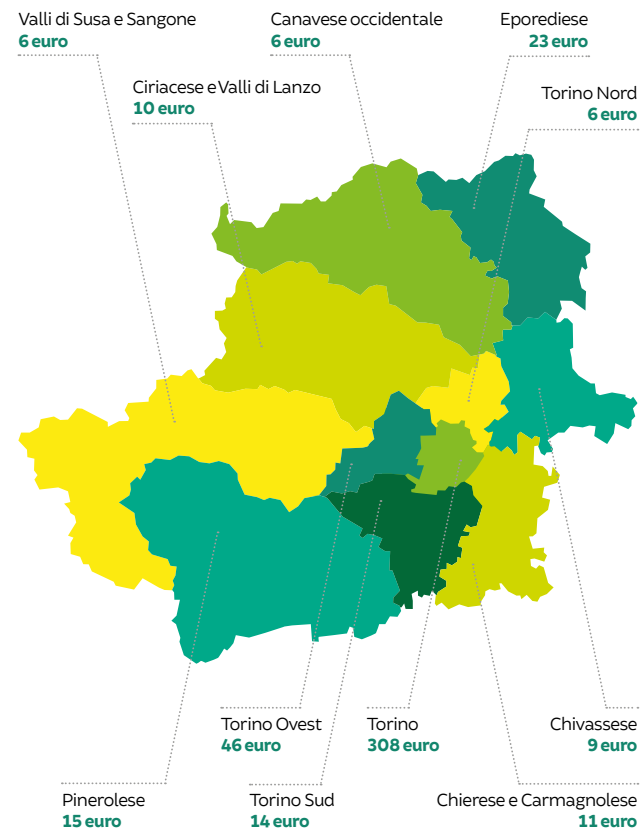 Valli di Susa e Sangone
6 euro
Canavese occidentale
6 euro
Eporediese
23 euro
Ciriacese e Valli di Lanzo
10 euro
Torino Nord
6 euro
Torino Ovest
46 euro
Torino
308 euro
Chivassese
9 euro
Pinerolese
15 euro
Torino Sud
14 euro
Chierese e Carmagnolese
11 euro